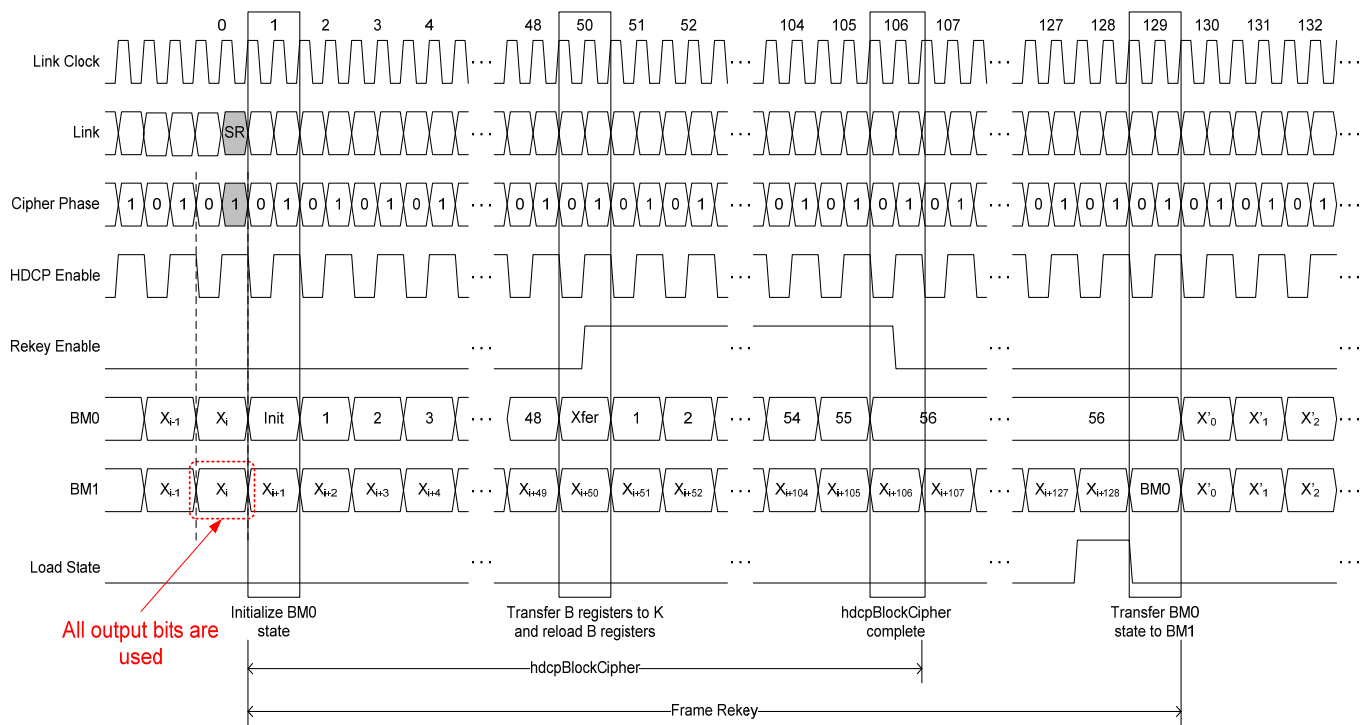 0 1 2 3 4 48 50 51 52 104 105 106 107 127 128 129 130 131 132
Link Clock ··· ··· ··· ···
Link SR ··· ··· ··· ···
Cipher Phase 1 0 1 0 1 0 1 0 1 0 1 0 1 ··· 0 1 0 1 0 1 0 1 ··· 0 1 0 1 0 1 0 1 ··· 0 1 0 1 0 1 0 1 0 1 0 1 ···
HDCP Enable ··· ··· ··· ···
Rekey Enable ··· ··· ··· ···
BM0 Xi-1 Xi Init 1 2 3 ··· 48 Xfer 1 2 ··· 54 55 56 ··· 56 X'0 X'1 X'2 ···
BM1 Xi-1 Xi Xi+1 Xi+2 Xi+3 Xi+4 ··· Xi+49 Xi+50 Xi+51 Xi+52 ··· Xi+104 Xi+105 Xi+106 Xi+107 ··· Xi+127 Xi+128 BM0 X'0 X'1 X'2 ···
Load State ··· ··· ··· ···
All output bits are
used
Initialize BM0
state
Transfer B registers to K
and reload B registers
hdcpBlockCipher
complete
Transfer BM0
state to BM1
hdcpBlockCipher
Frame Rekey